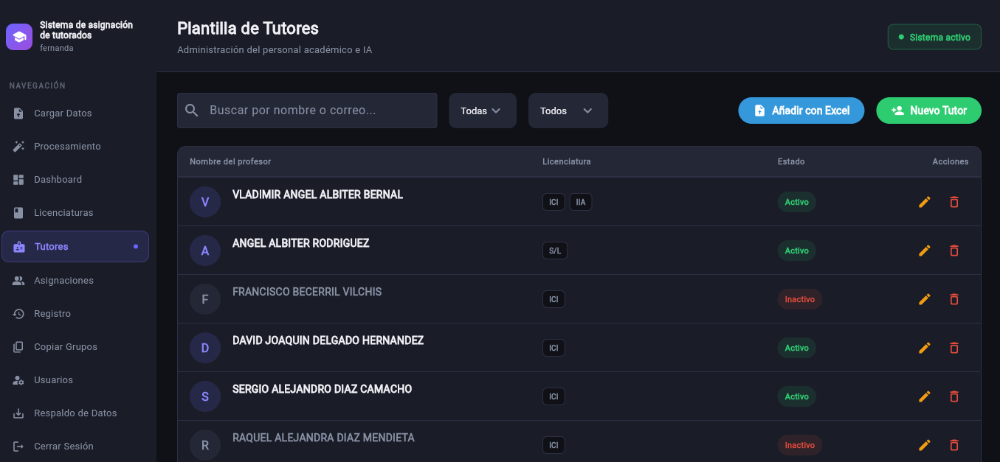 Sistema de asignación
de tutorados
fernanda
NAVEGACIÓN
Cargar Datos
Procesamiento
Dashboard
Licenciaturas
Tutores
Asignaciones
Registro
Copiar Grupos
Usuarios
Respaldo de Datos
Cerrar Sesión
Plantilla de Tutores
Administración del personal académico e IA
Sistema activo
Buscar por nombre o correo...
Todas
Todos
Añadir con Excel
Nuevo Tutor
Nombre del profesor Licenciatura Estado Acciones
V VLADIMIR ANGEL ALBITER BERNAL ICI IIA Activo
A ANGEL ALBITER RODRIGUEZ S/L Activo
F FRANCISCO BECERRIL VILCHIS ICI Inactivo
D DAVID JOAQUIN DELGADO HERNANDEZ ICI Activo
S SERGIO ALEJANDRO DIAZ CAMACHO ICI Activo
R RAQUEL ALEJANDRA DIAZ MENDIETA ICI Inactivo